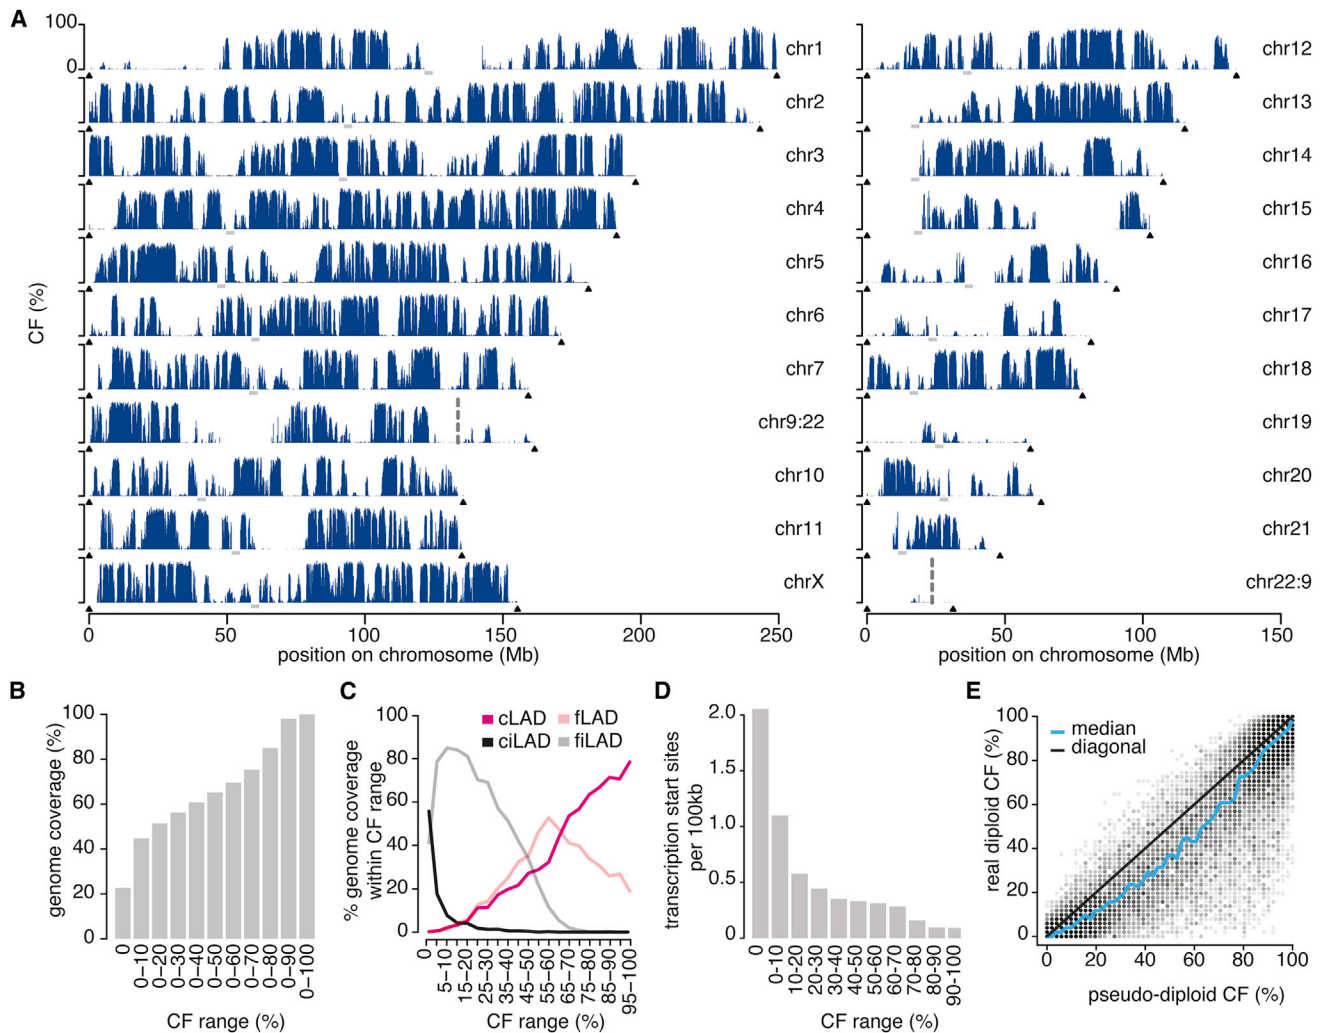 A
100
0
CF (%)
chr1
chr2
chr3
chr4
chr5
chr6
chr7
chr9:22
chr10
chr11
chrX
0
50
100
150
200
250
position on chromosome (Mb)
chr12
chr13
chr14
chr15
chr16
chr17
chr18
chr19
chr20
chr21
chr22:9
0
50
100
150
position on chromosome (Mb)
B
genome coverage (%)
100
80
60
40
20
0
0
0–10
0–20
0–30
0–40
0–50
0–60
0–70
0–80
0–90
0–100
CF range (%)
C
% genome coverage
within CF range
100
80
60
40
20
0
cLAD
fLAD
ciLAD
fiLAD
0
5–10
15–20
25–30
35–40
45–50
55–60
65–70
75–80
85–90
95–100
CF range (%)
D
transcription start sites
per 100kb
2.0
1.5
1.0
0.5
0
0
0-10
10-20
20-30
30-40
40-50
50-60
60-70
70-80
80-90
90-100
CF range (%)
E
real diploid CF (%)
100
80
60
40
20
0
median
diagonal
0
20
40
60
80
100
pseudo-diploid CF (%)